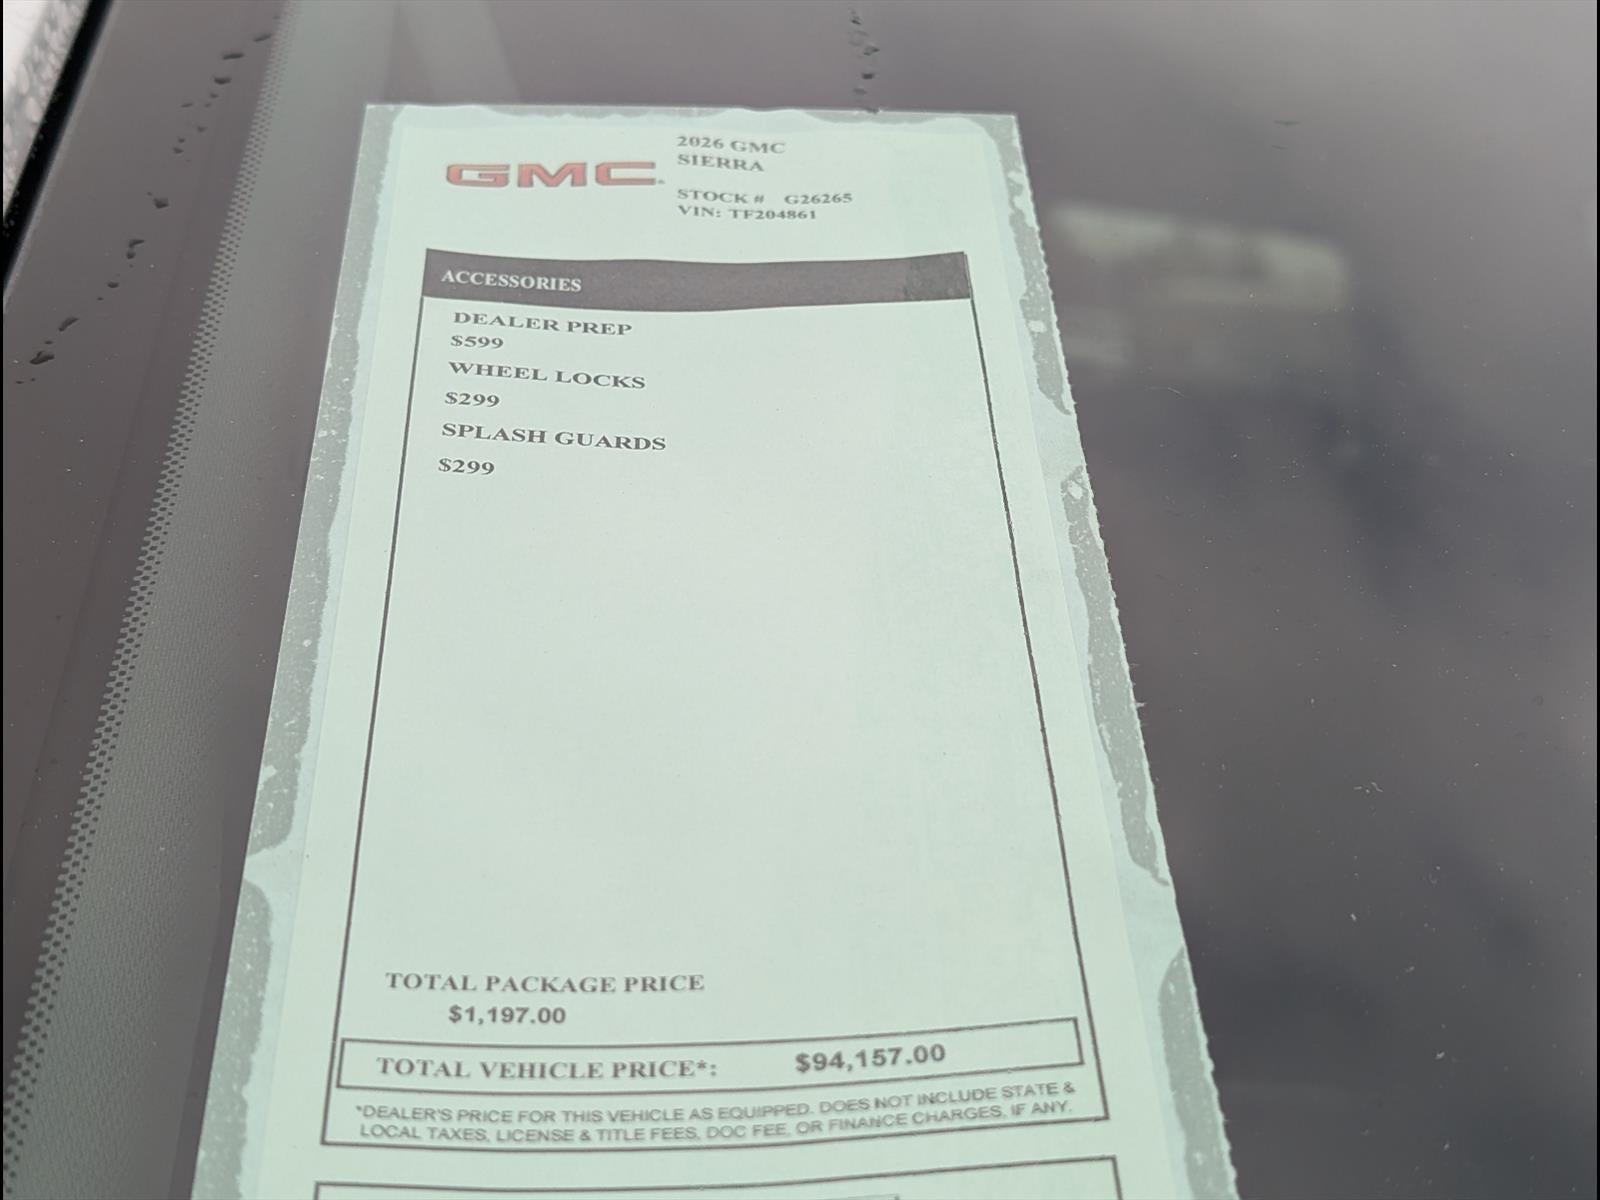 GMC
2026 GMC
SIERRA
STOCK # G26265
VIN: TF204861
ACCESSORIES
DEALER PREP
$599
WHEEL LOCKS
$299
SPLASH GUARDS
$299
TOTAL PACKAGE PRICE
$1,197.00
TOTAL VEHICLE PRICE*: $94,157.00
*DEALER'S PRICE FOR THIS VEHICLE AS EQUIPPED. DOES NOT INCLUDE STATE &
LOCAL TAXES, LICENSE & TITLE FEES, DOC FEE, OR FINANCE CHARGES, IF ANY.